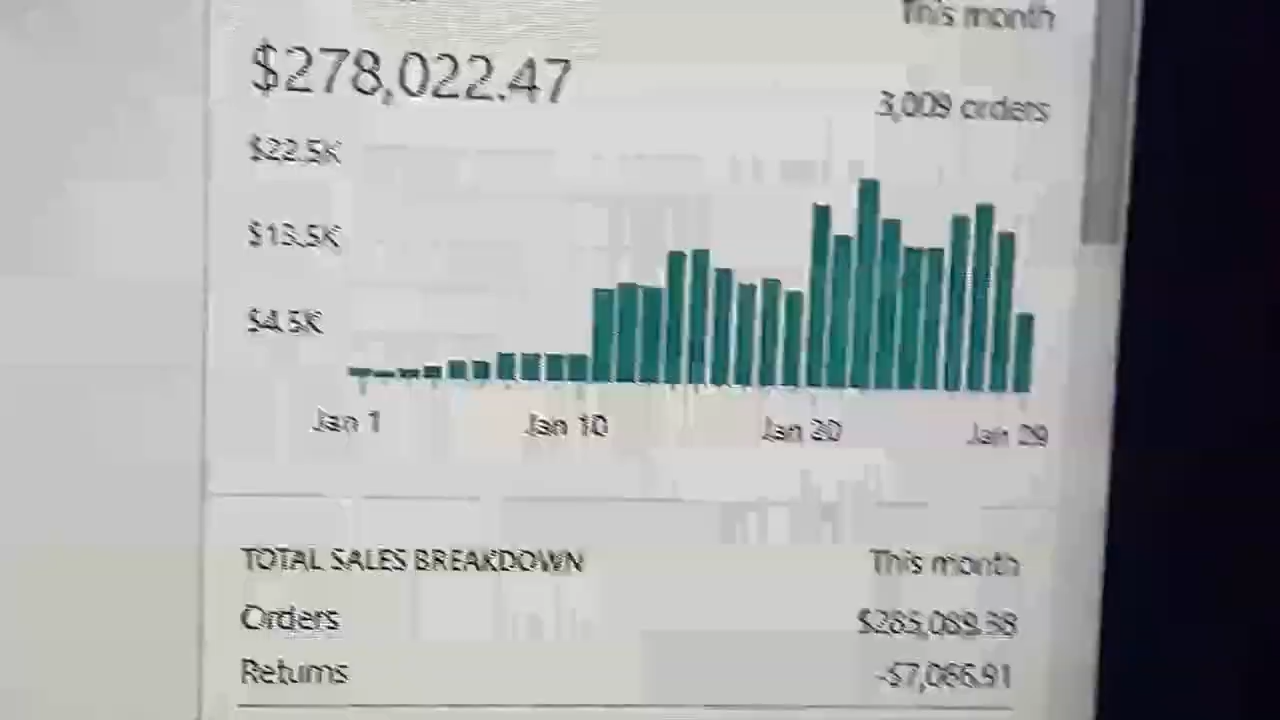 This month
$278,022.47
3,009 orders
$22.5K
$13.5K
$4.5K
Jan 1 Jan 10 Jan 20 Jan 29
TOTAL SALES BREAKDOWN This month
Orders
Returns